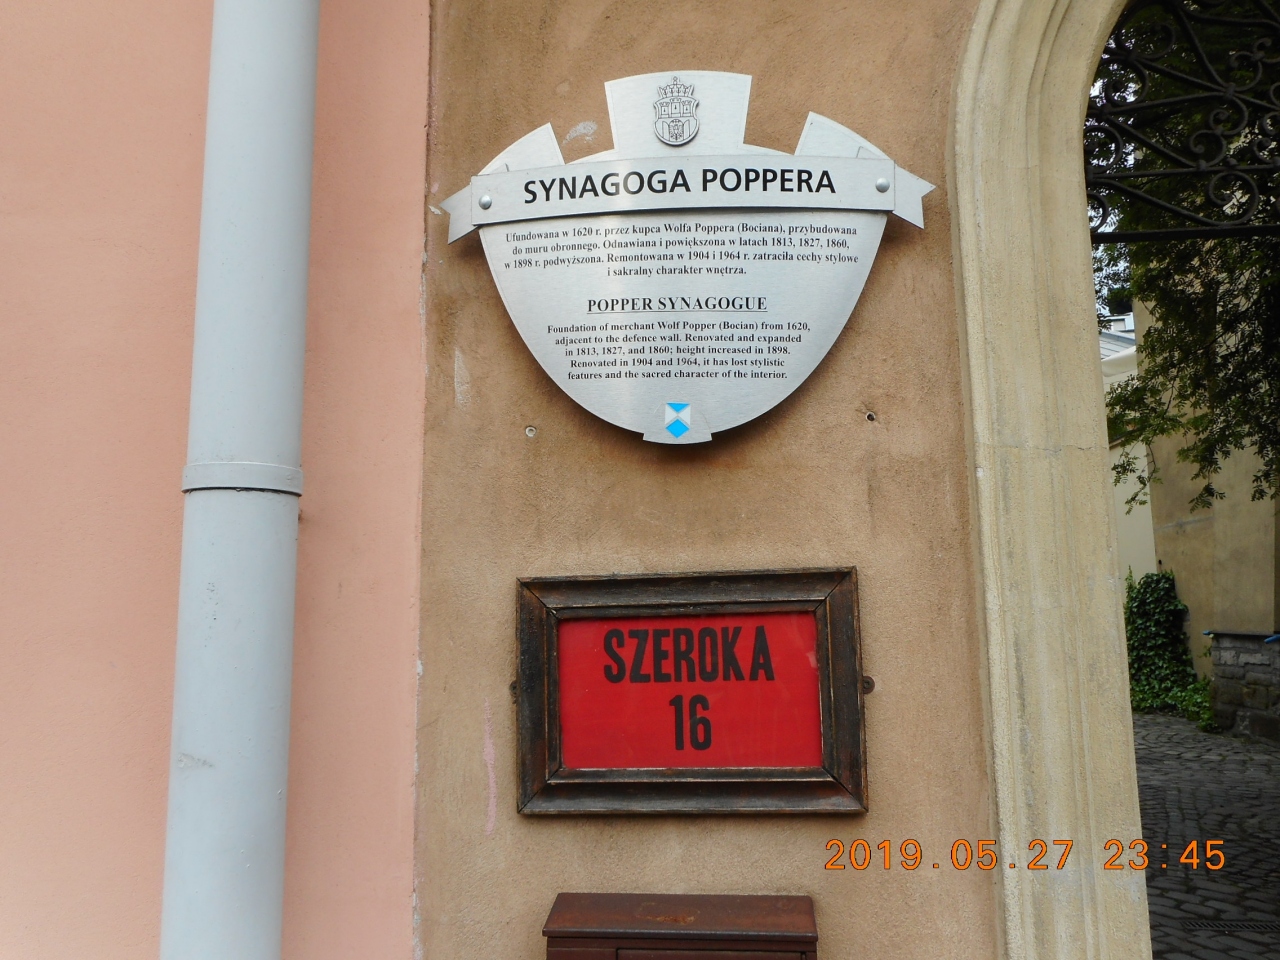 SYNAGOGA POPPERA
Ufundowana w 1620 r. przez kupca Wolfa Poppera (Bociana), przybudowana
do muru obronnego. Odnawiana i powiększona w latach 1813, 1827, 1860,
w 1898 r. podwyższona. Remontowana w 1904 i 1964 r. zatraciła cechy stylowe
i sakralny charakter wnętrza.
POPPER SYNAGOGUE
Foundation of merchant Wolf Popper (Bocian) from 1620,
adjacent to the defence wall. Renovated and expanded
in 1813, 1827, and 1860; height increased in 1898.
Renovated in 1904 and 1964, it has lost stylistic
features and the sacred character of the interior.
SZEROKA
16
2019.05.27 23:45